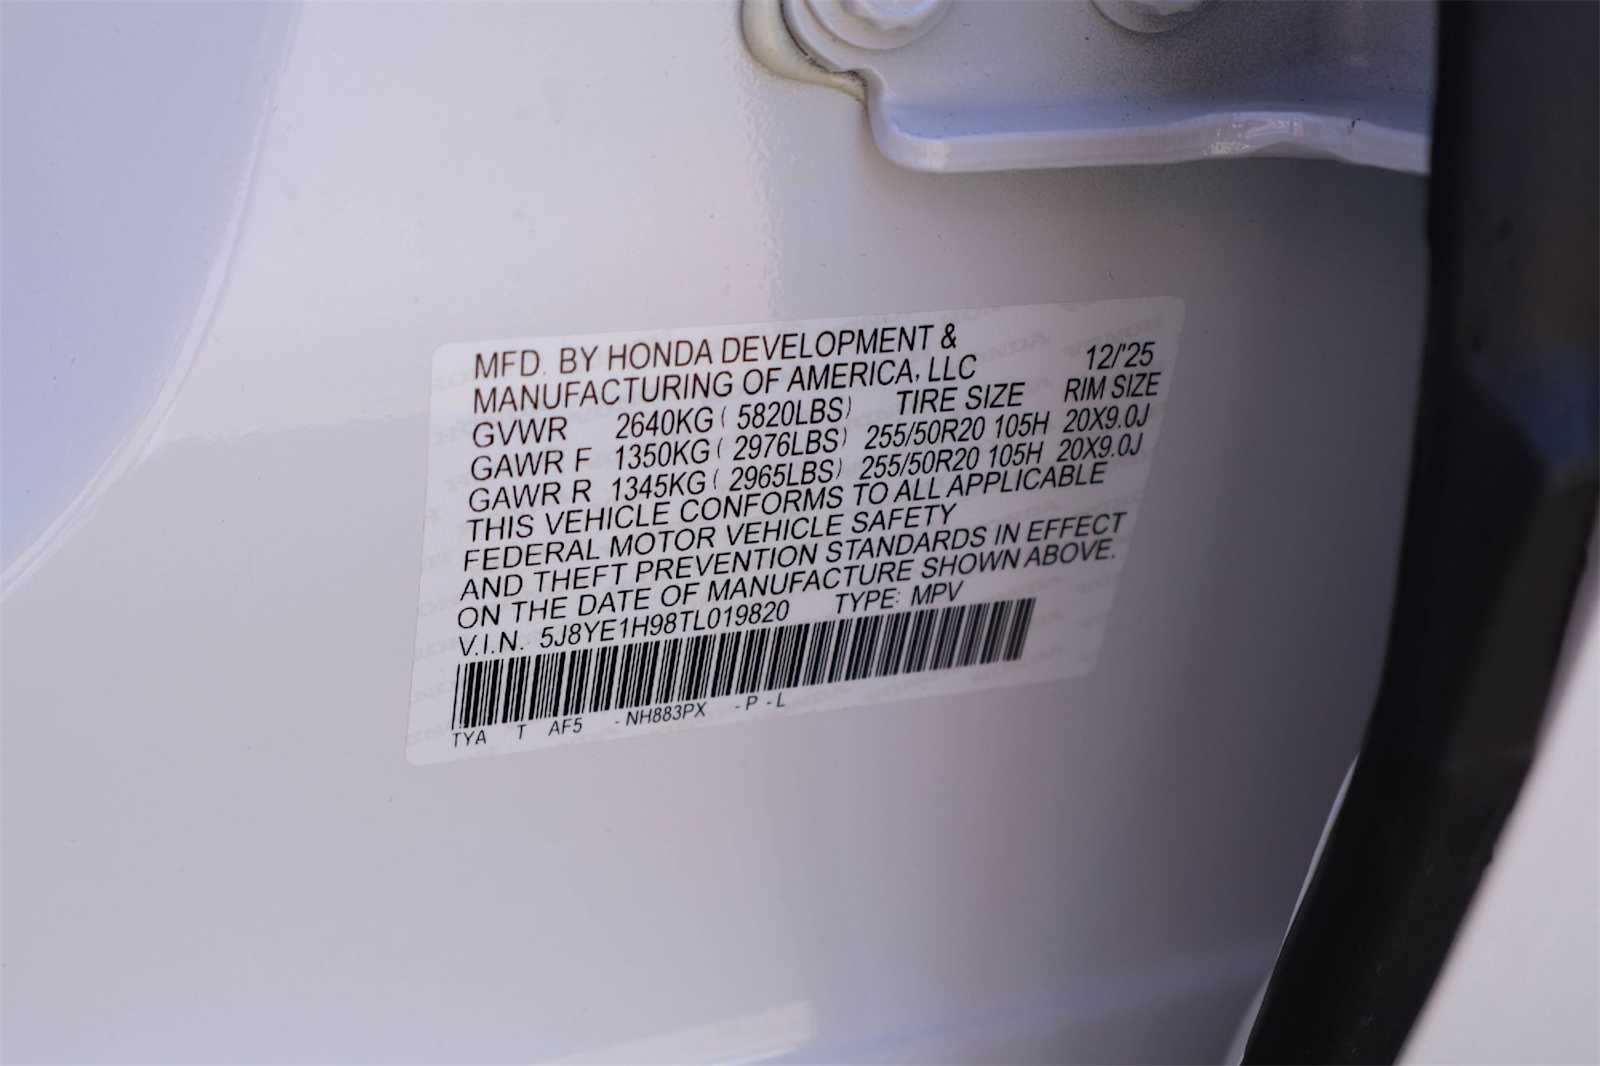 MFD. BY HONDA DEVELOPMENT &
MANUFACTURING OF AMERICA, LLC 12/'25
GVWR 2640KG ( 5820LBS) TIRE SIZE RIM SIZE
GAWR F 1350KG ( 2976LBS) 255/50R20 105H 20X9.0J
GAWR R 1345KG ( 2965LBS) 255/50R20 105H 20X9.0J
THIS VEHICLE CONFORMS TO ALL APPLICABLE
FEDERAL MOTOR VEHICLE SAFETY
AND THEFT PREVENTION STANDARDS IN EFFECT
ON THE DATE OF MANUFACTURE SHOWN ABOVE.
V.I.N. 5J8YE1H98TL019820 TYPE: MPV
TYA T AF5 -NH883PX -P -L